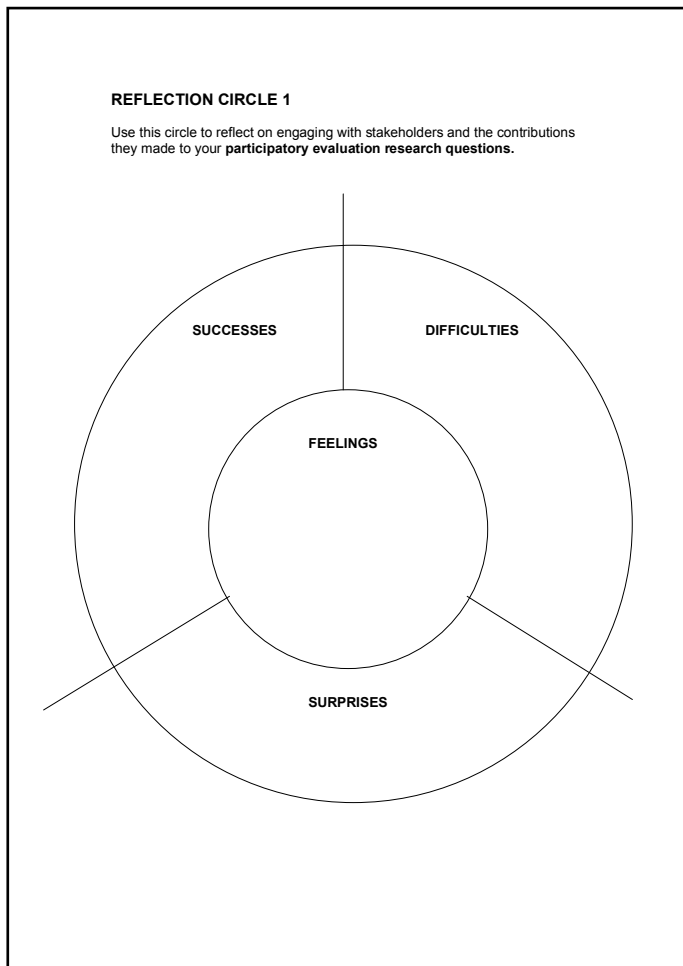 REFLECTION CIRCLE 1
Use this circle to reflect on engaging with stakeholders and the contributions
they made to your participatory evaluation research questions.
SUCCESSES
DIFFICULTIES
FEELINGS
SURPRISES